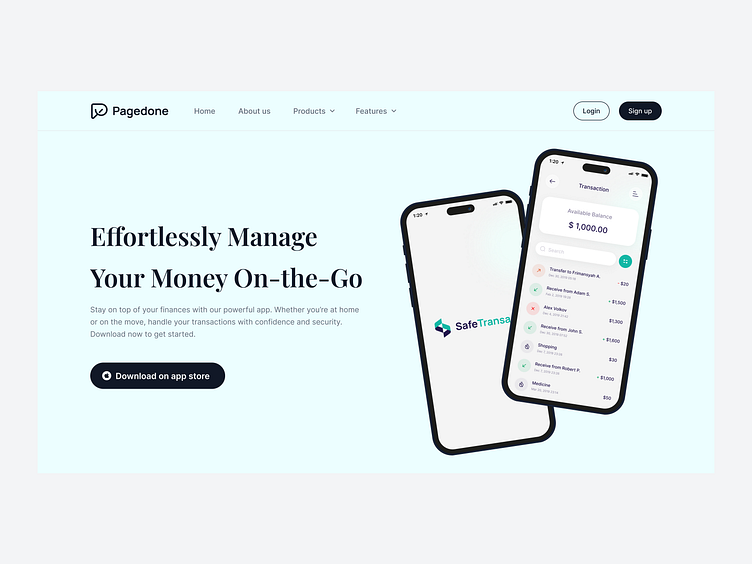 Pagedone
Home
About us
Products
Features
Login
Sign up
Effortlessly Manage
Your Money On-the-Go
Stay on top of your finances with our powerful app. Whether you're at home
or on the move, handle your transactions with confidence and security.
Download now to get started.
Download on app store
1:20
SafeTransa
1:20
Transaction
Available Balance
$ 1,000.00
Search
Transfer to Frimansyah A.
- $20
Receive from Adam S.
+ $1,500
Alex Volkov
$1,300
Receive from John S.
+ $1,600
Shopping
$30
Receive from Robert P.
+ $1,000
Medicine
$50